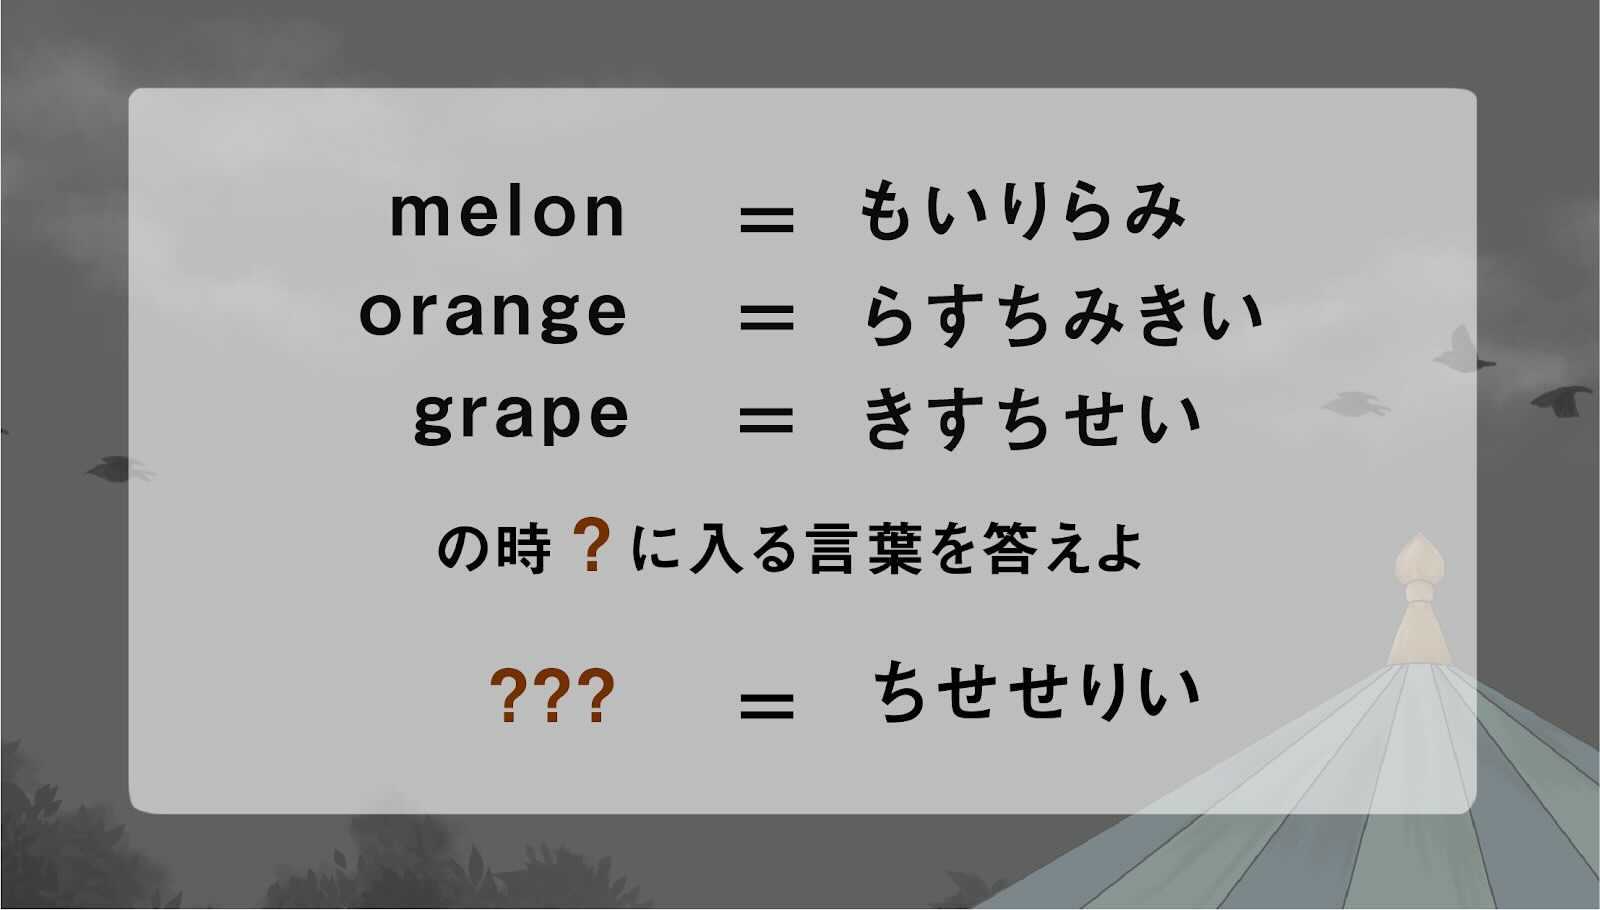 melon = もいりらみ
orange = らすちみきい
grape = きすちせい
の時?に入る言葉を答えよ
??? = ちせせりい